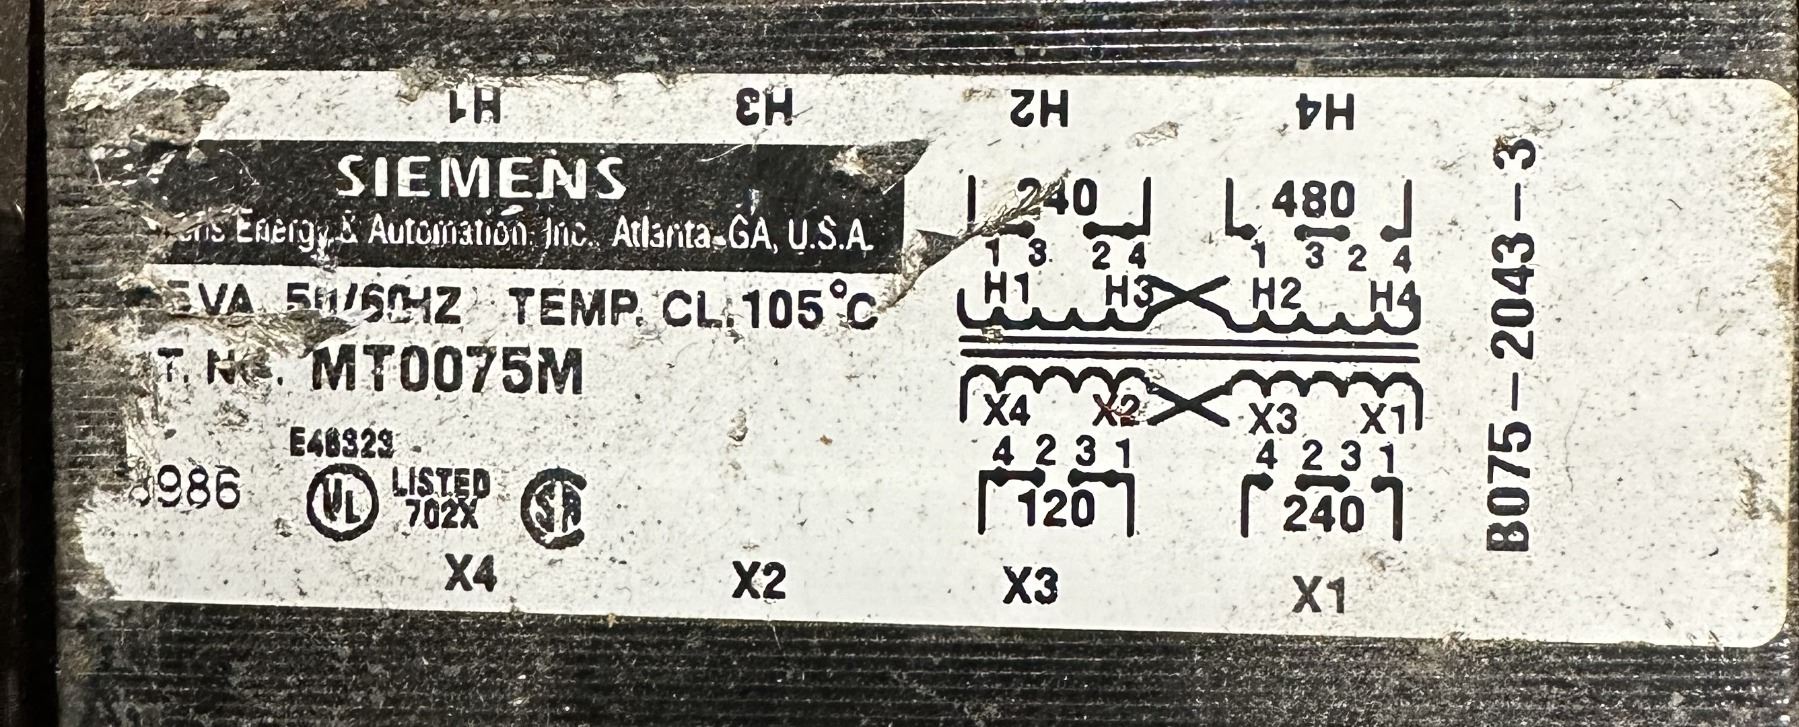 H1 H3 H2 H4
SIEMENS
Energy & Automation, Inc. Atlanta, GA, U.S.A.
VA 50/60HZ TEMP. CL. 105°C
MT0075M
986
LISTED
702X
UL
SA
240 480
1 3 2 4 1 3 2 4
H1 H3 H2 H4
X4 X2 X3 X1
4 2 3 1 4 2 3 1
120 240
X4 X2 X3 X1
B075-2043-3